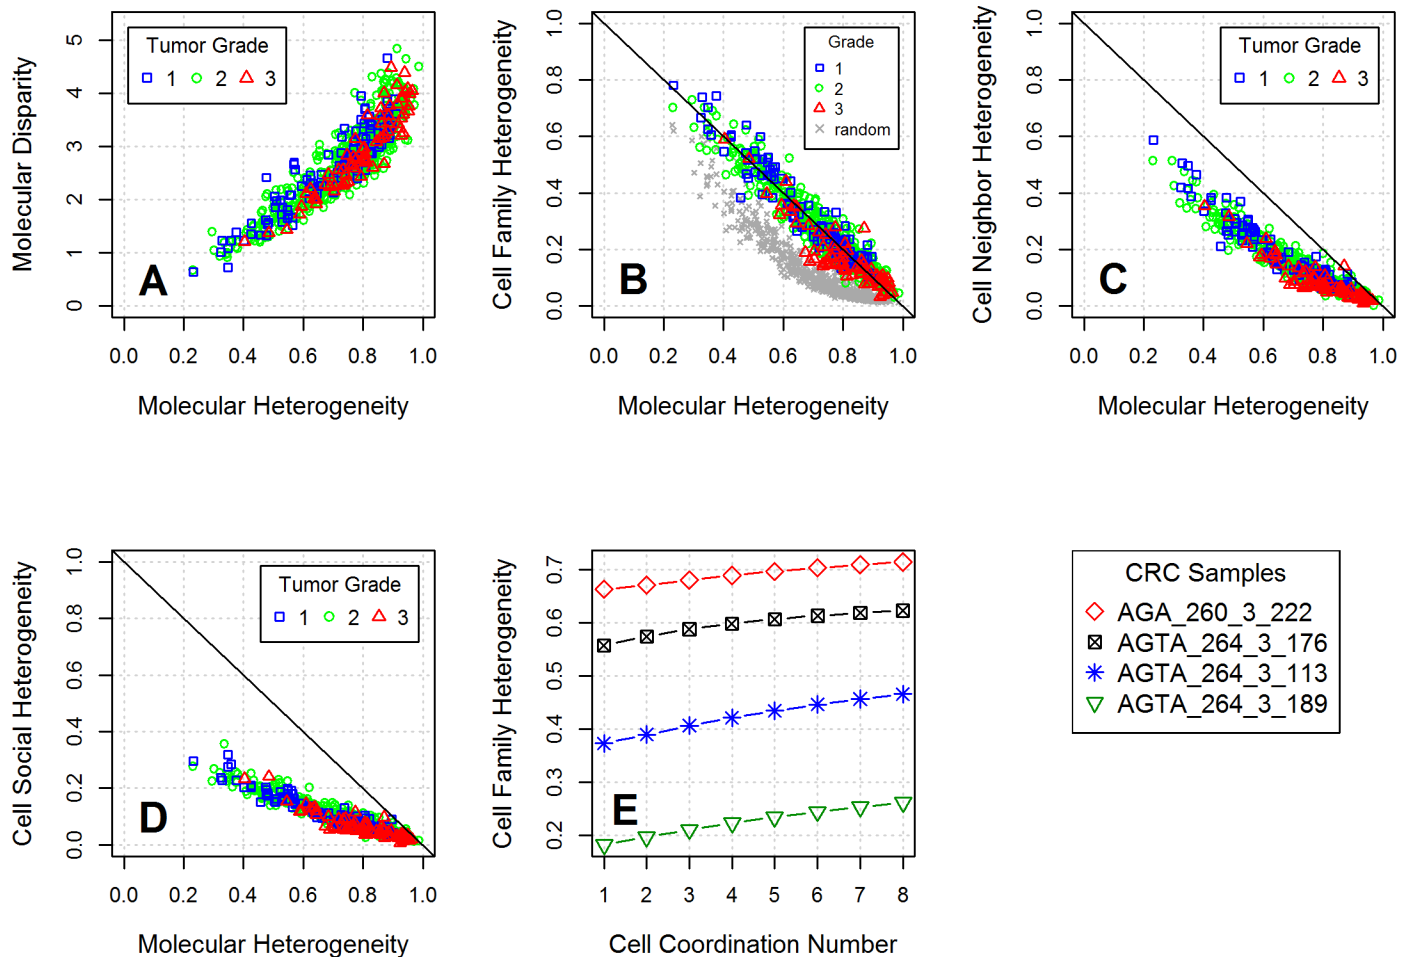 Molecular Disparity
0 1 2 3 4 5
Tumor Grade
1 2 3
A
0.0 0.2 0.4 0.6 0.8 1.0
Molecular Heterogeneity
Cell Family Heterogeneity
0.0 0.2 0.4 0.6 0.8 1.0
Grade
1
2
3
random
B
0.0 0.2 0.4 0.6 0.8 1.0
Molecular Heterogeneity
Cell Neighbor Heterogeneity
0.0 0.2 0.4 0.6 0.8 1.0
Tumor Grade
1 2 3
C
0.0 0.2 0.4 0.6 0.8 1.0
Molecular Heterogeneity
Cell Social Heterogeneity
0.0 0.2 0.4 0.6 0.8 1.0
Tumor Grade
1 2 3
D
0.0 0.2 0.4 0.6 0.8 1.0
Molecular Heterogeneity
Cell Family Heterogeneity
0.2 0.3 0.4 0.5 0.6 0.7
E
1 2 3 4 5 6 7 8
Cell Coordination Number
CRC Samples
AGA_260_3_222
AGTA_264_3_176
AGTA_264_3_113
AGTA_264_3_189